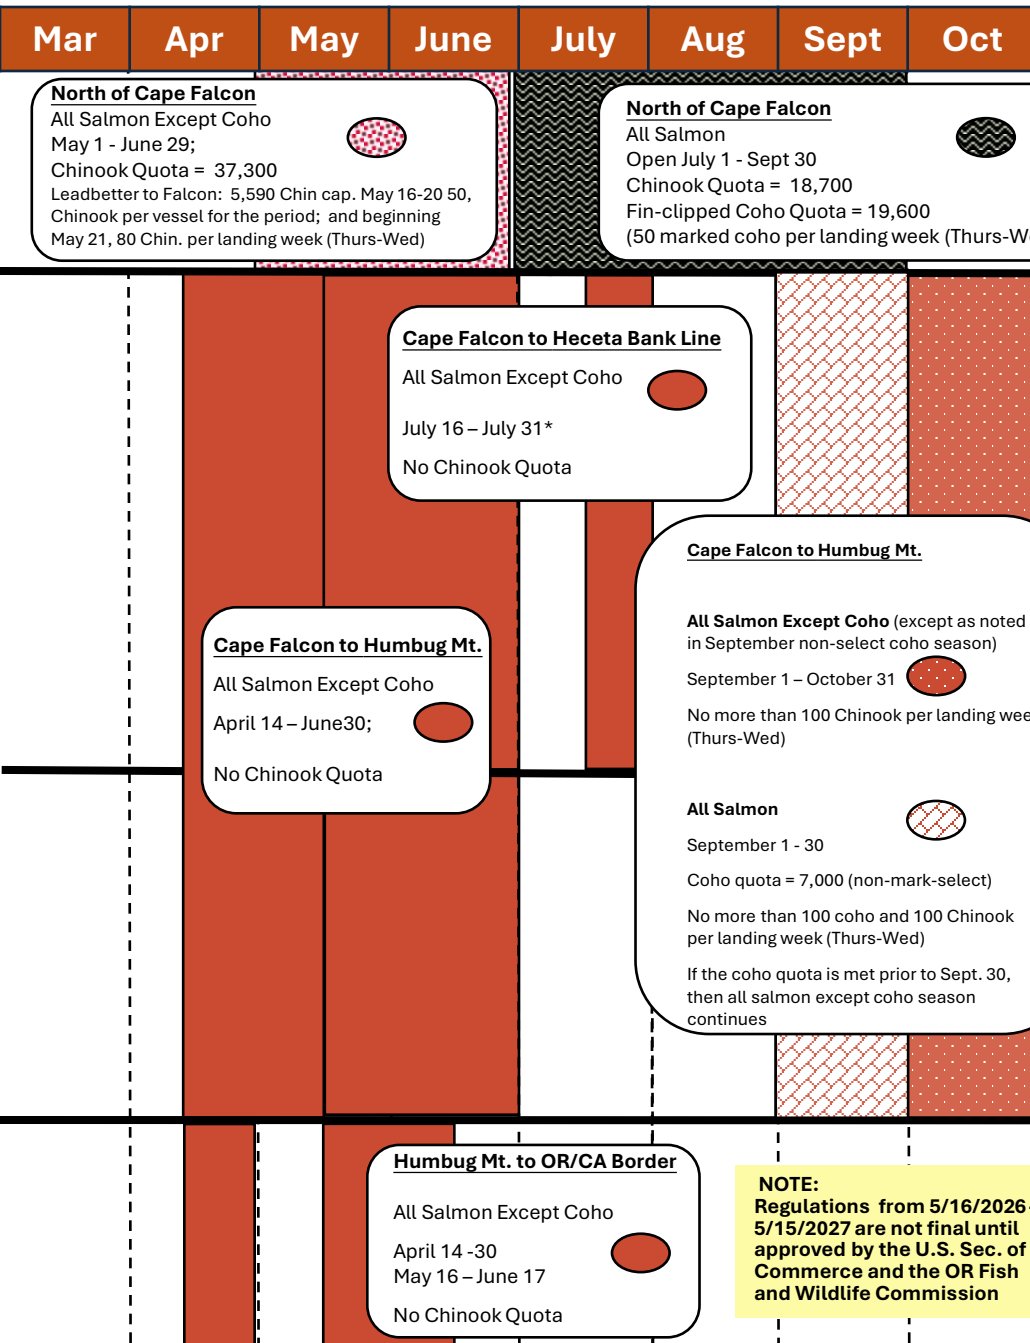 Mar Apr May June July Aug Sept Oct
North of Cape Falcon
All Salmon Except Coho
May 1 - June 29;
Chinook Quota = 37,300
Leadbetter to Falcon: 5,590 Chin cap. May 16-20 50,
Chinook per vessel for the period; and beginning
May 21, 80 Chin. per landing week (Thurs-Wed)
North of Cape Falcon
All Salmon
Open July 1 - Sept 30
Chinook Quota = 18,700
Fin-clipped Coho Quota = 19,600
(50 marked coho per landing week (Thurs-We
Cape Falcon to Heceta Bank Line
All Salmon Except Coho
July 16 – July 31*
No Chinook Quota
Cape Falcon to Humbug Mt.
All Salmon Except Coho
April 14 – June30;
No Chinook Quota
Cape Falcon to Humbug Mt.
All Salmon Except Coho (except as noted
in September non-select coho season)
September 1 – October 31
No more than 100 Chinook per landing wee
(Thurs-Wed)
All Salmon
September 1 - 30
Coho quota = 7,000 (non-mark-select)
No more than 100 coho and 100 Chinook
per landing week (Thurs-Wed)
If the coho quota is met prior to Sept. 30,
then all salmon except coho season
continues
Humbug Mt. to OR/CA Border
All Salmon Except Coho
April 14 -30
May 16 – June 17
No Chinook Quota
NOTE:
Regulations from 5/16/2026-
5/15/2027 are not final until
approved by the U.S. Sec. of
Commerce and the OR Fish
and Wildlife Commission